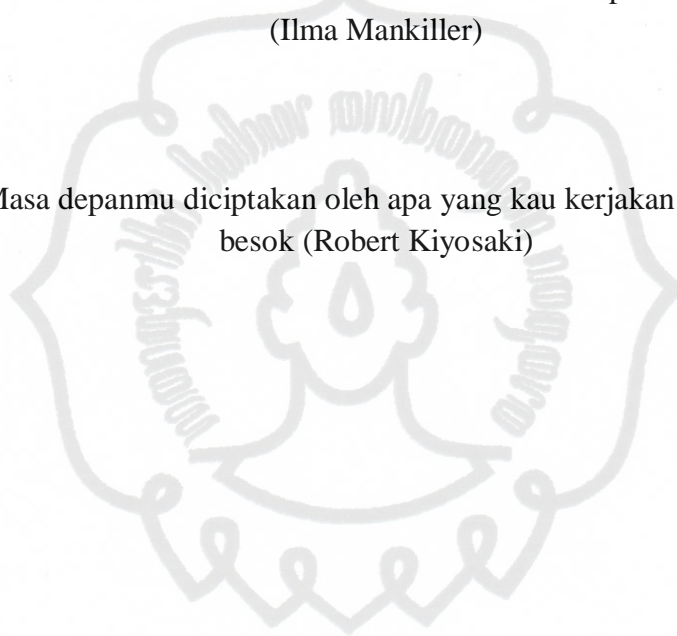 (Ilma Mankiller)
Masa depanmu diciptakan oleh apa yang kau kerjakan
besok (Robert Kiyosaki)